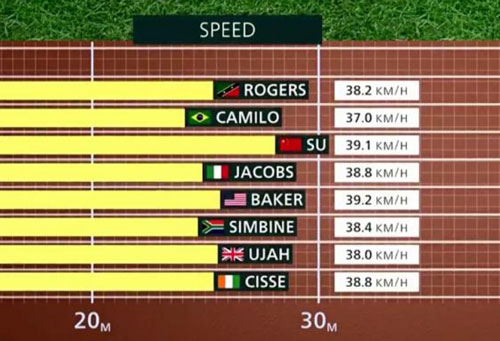 SPEED
ROGERS 38.2 KM/H
CAMILO 37.0 KM/H
SU 39.1 KM/H
JACOBS 38.8 KM/H
BAKER 39.2 KM/H
SIMBINE 38.4 KM/H
UJAH 38.0 KM/H
CISSE 38.8 KM/H
20M 30M